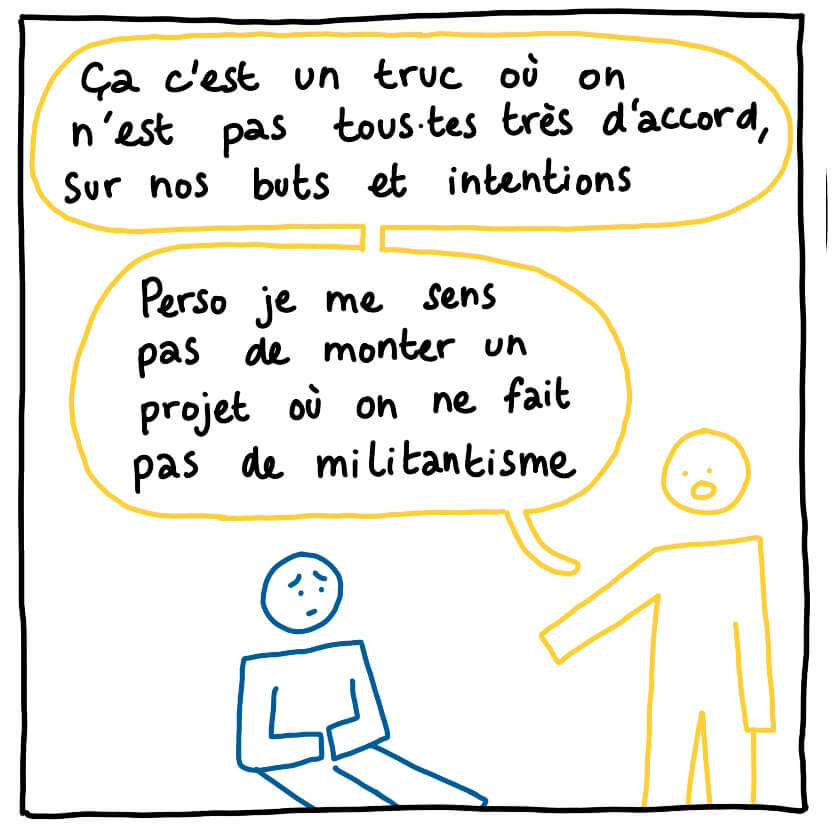 Ça c'est un truc où on
n'est pas tous·tes très d'accord,
sur nos buts et intentions
Perso je me sens
pas de monter un
projet où on ne fait
pas de militantisme